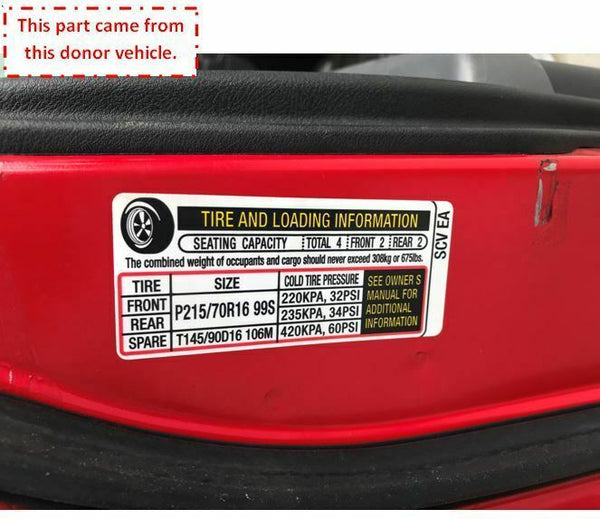 This part came from
this donor vehicle.
TIRE AND LOADING INFORMATION
SEATING CAPACITY TOTAL 4 FRONT 2 REAR 2
The combined weight of occupants and cargo should never exceed 308kg or 675lbs.
TIRE SIZE COLD TIRE PRESSURE
FRONT P215/70R16 99S 220KPA, 32PSI
REAR 235KPA, 34PSI
SPARE T145/90D16 106M 420KPA, 60PSI
SEE OWNER S
MANUAL FOR
ADDITIONAL
INFORMATION
SCV EA